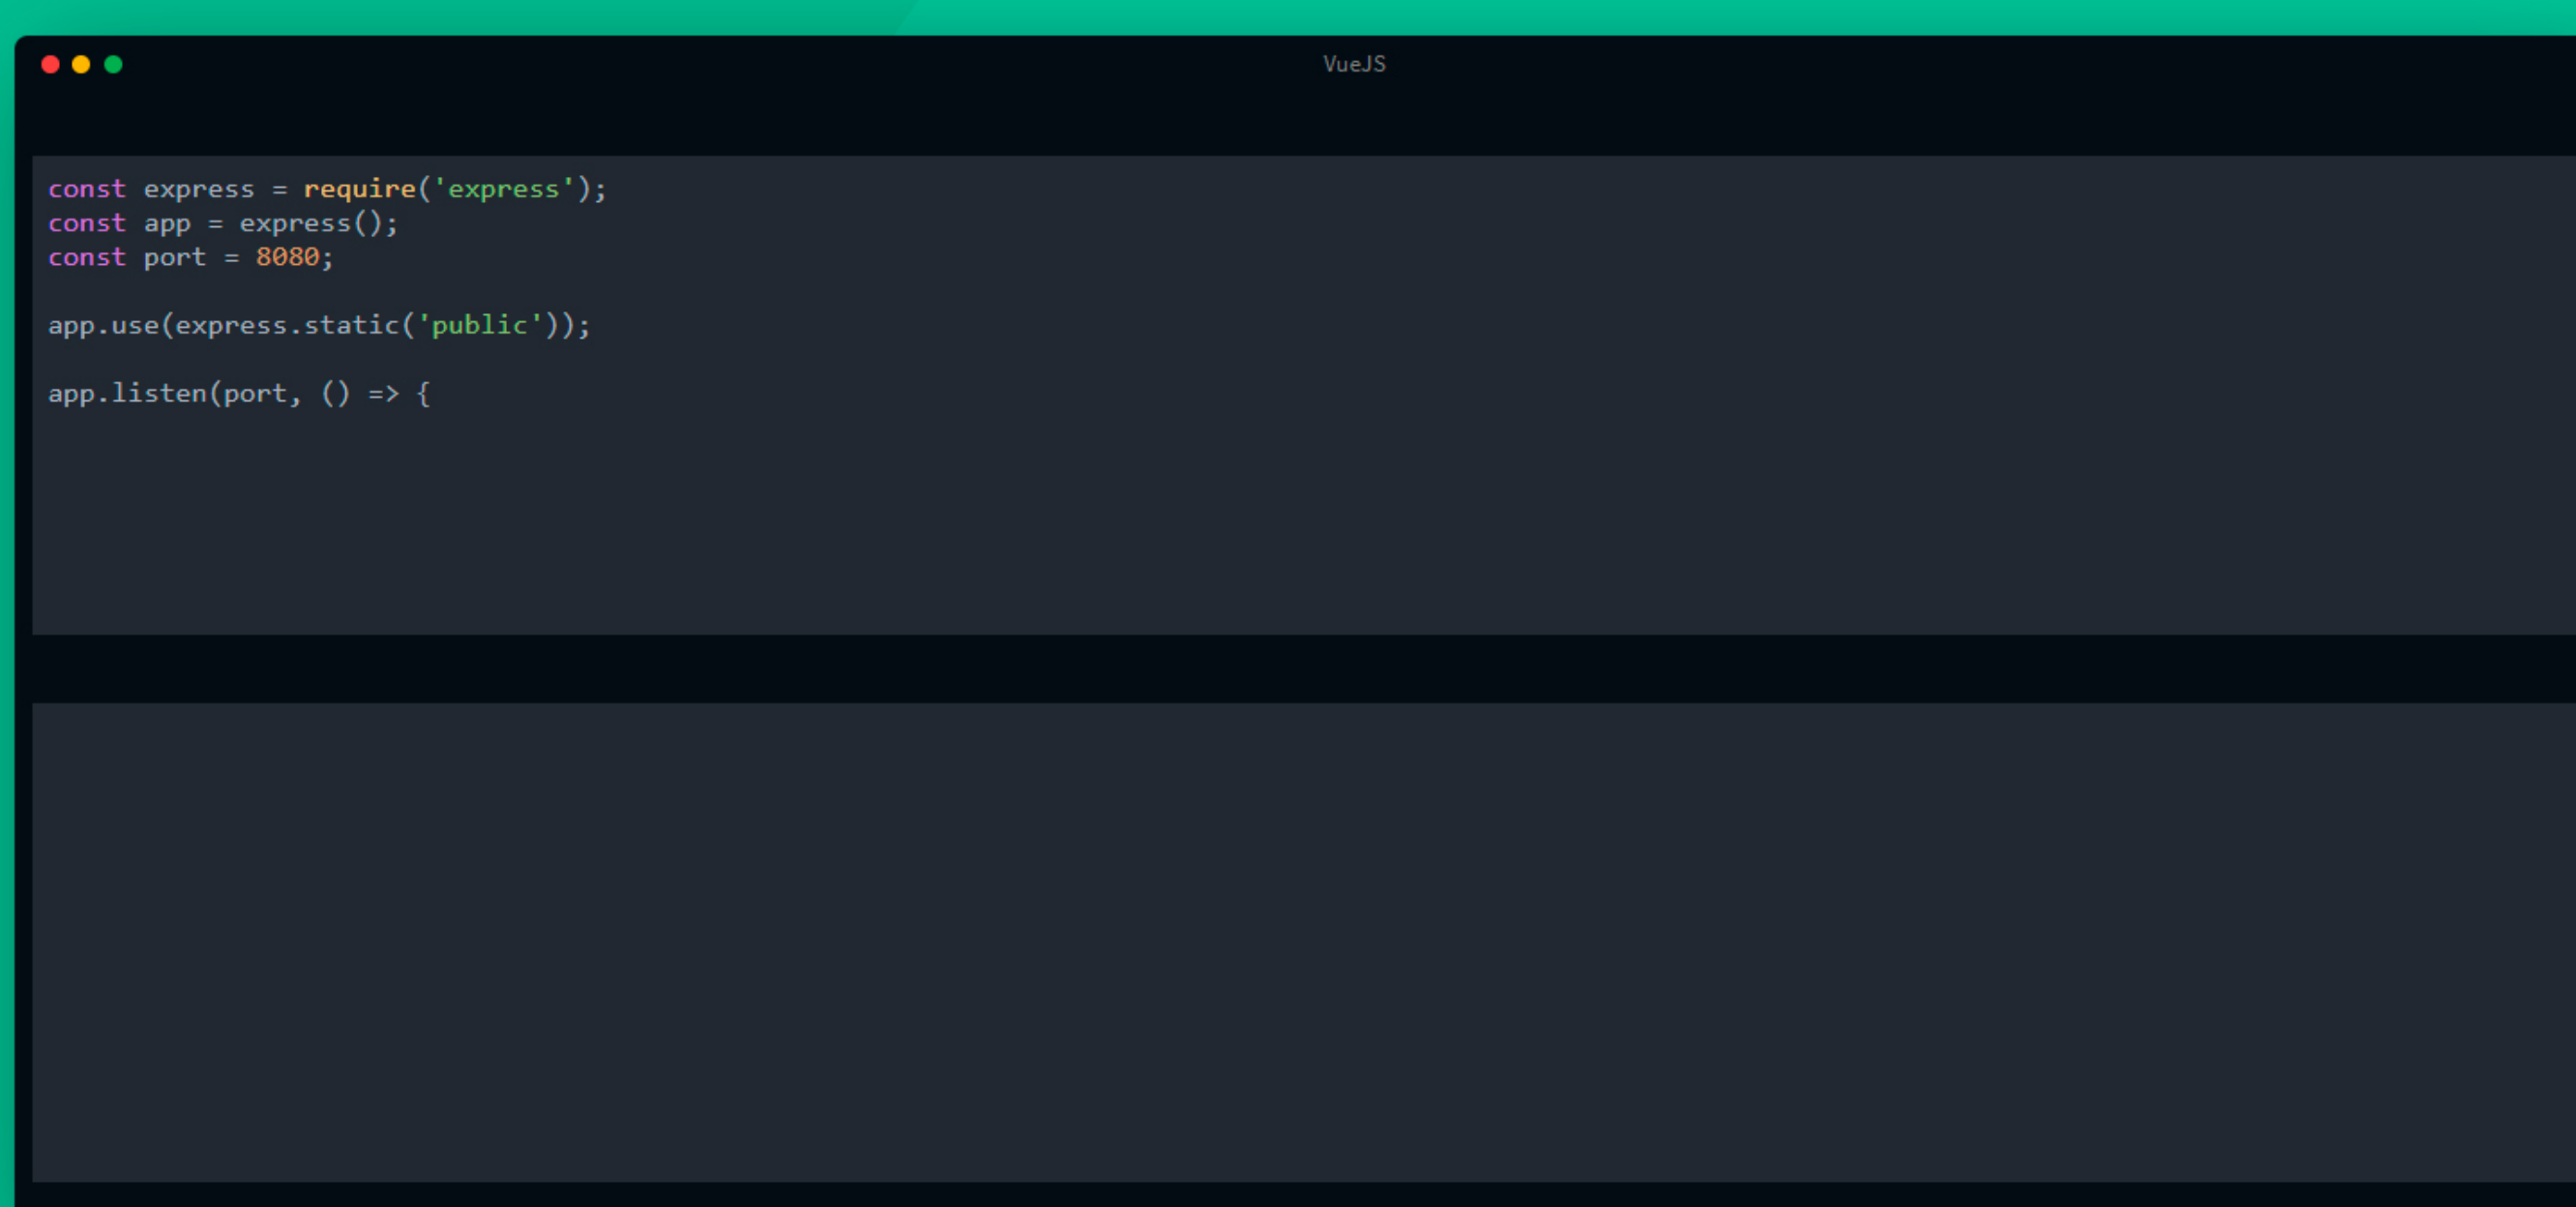 VueJS
const express = require('express');
const app = express();
const port = 8080;
app.use(express.static('public'));
app.listen(port, () => {